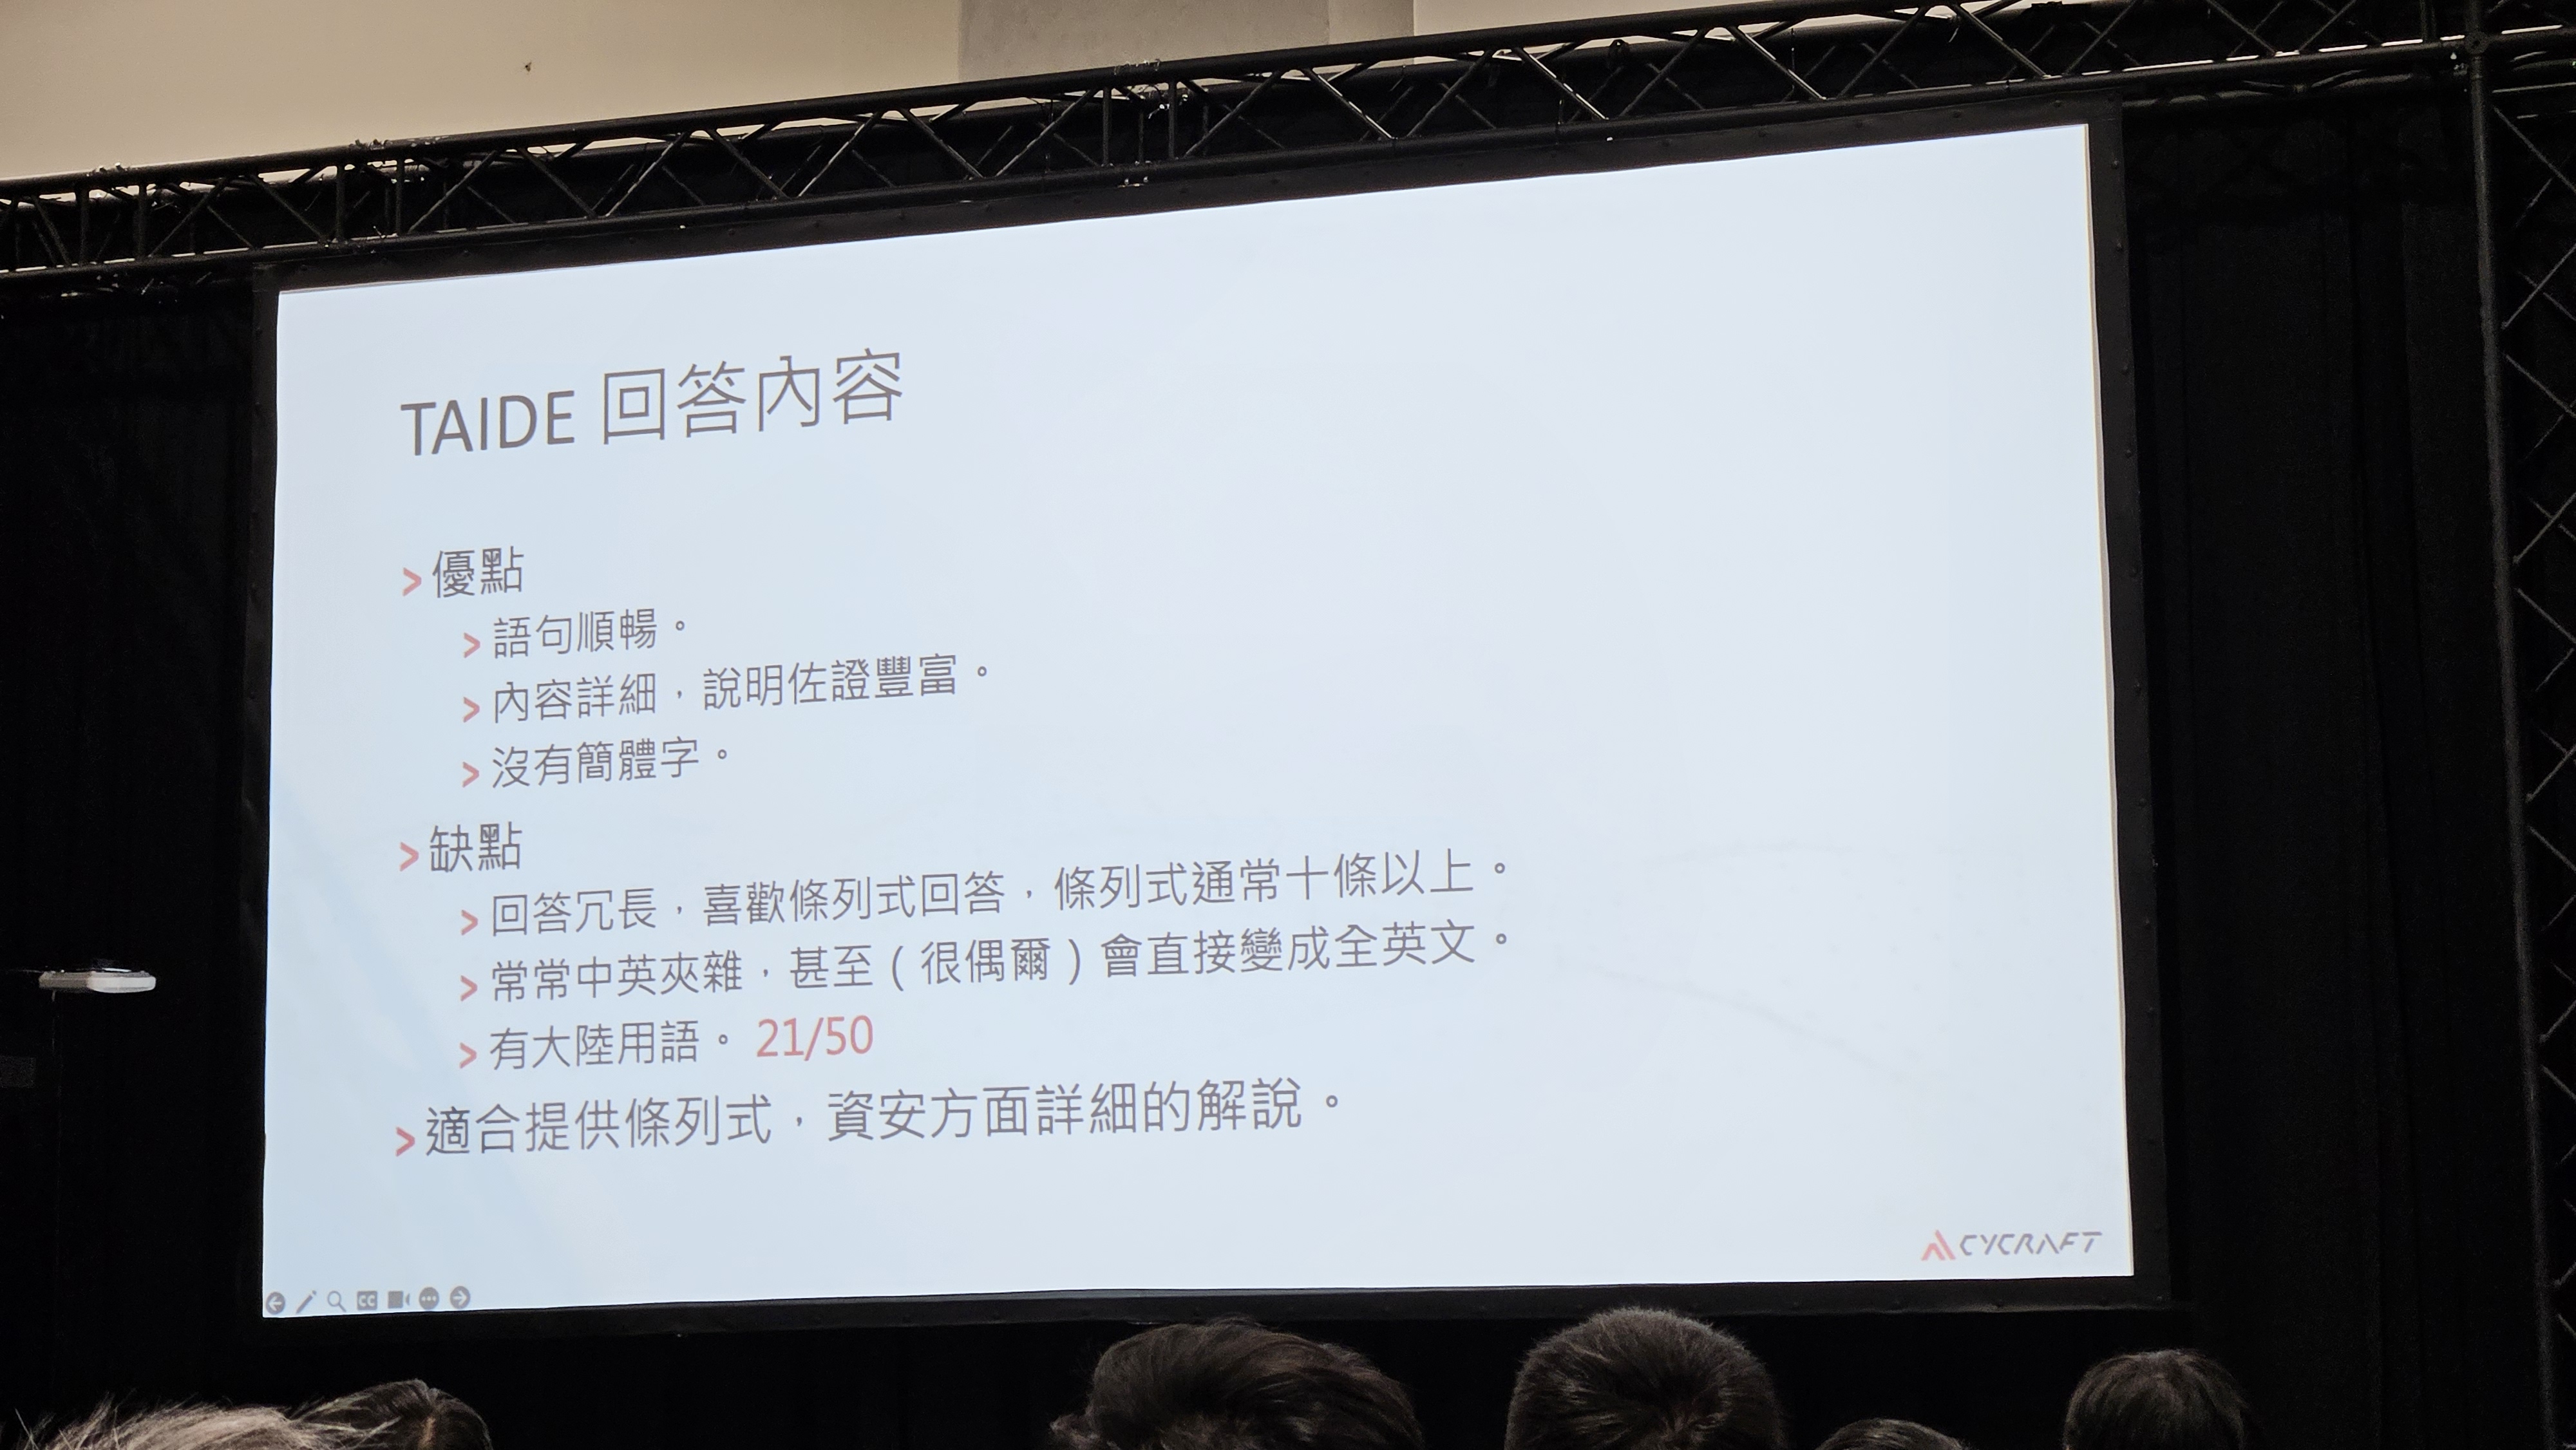 TAIDE 回答內容
> 優點
> 語句順暢。
> 內容詳細，說明佐證豐富。
> 沒有簡體字。
> 缺點
> 回答冗長，喜歡條列式回答，條列式通常十條以上。
> 常常中英夾雜，甚至（很偶爾）會直接變成全英文。
> 有大陸用語。 21/50
> 適合提供條列式，資安方面詳細的解說。
CYCRAFT
CC